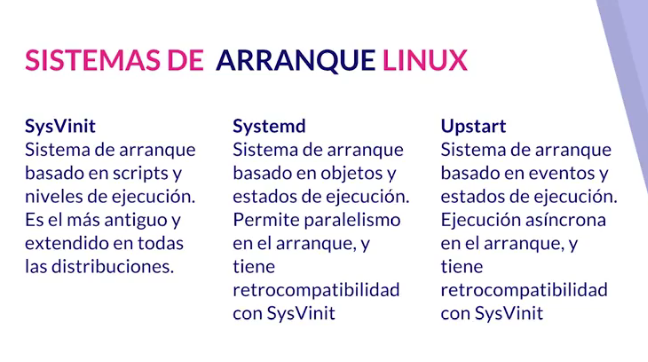 SISTEMAS DE ARRANQUE LINUX
SysVinit
Sistema de arranque
basado en scripts y
niveles de ejecución.
Es el más antiguo y
extendido en todas
las distribuciones.
Systemd
Sistema de arranque
basado en objetos y
estados de ejecución.
Permite paralelismo
en el arranque, y
tiene
retrocompatibilidad
con SysVinit
Upstart
Sistema de arranque
basado en eventos y
estados de ejecución.
Ejecución asíncrona
en el arranque, y
tiene
retrocompatibilidad
con SysVinit